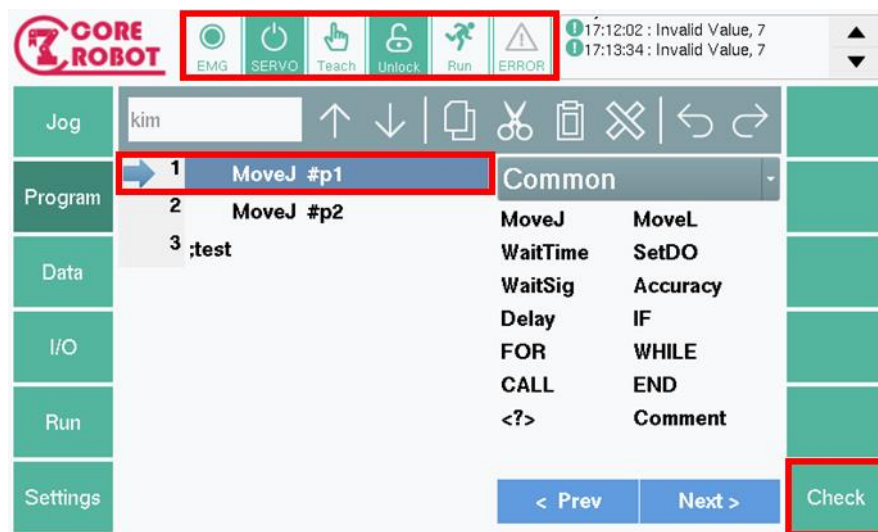 CORE
ROBOT
EMG SERVO Teach Unlock Run ERROR
17:12:02 : Invalid Value, 7
17:13:34 : Invalid Value, 7
Jog
Program
Data
I/O
Run
Settings
kim
1 MoveJ #p1
2 MoveJ #p2
3 ;test
Common
MoveJ MoveL
WaitTime SetDO
WaitSig Accuracy
Delay IF
FOR WHILE
CALL END
<?> Comment
< Prev Next >
Check